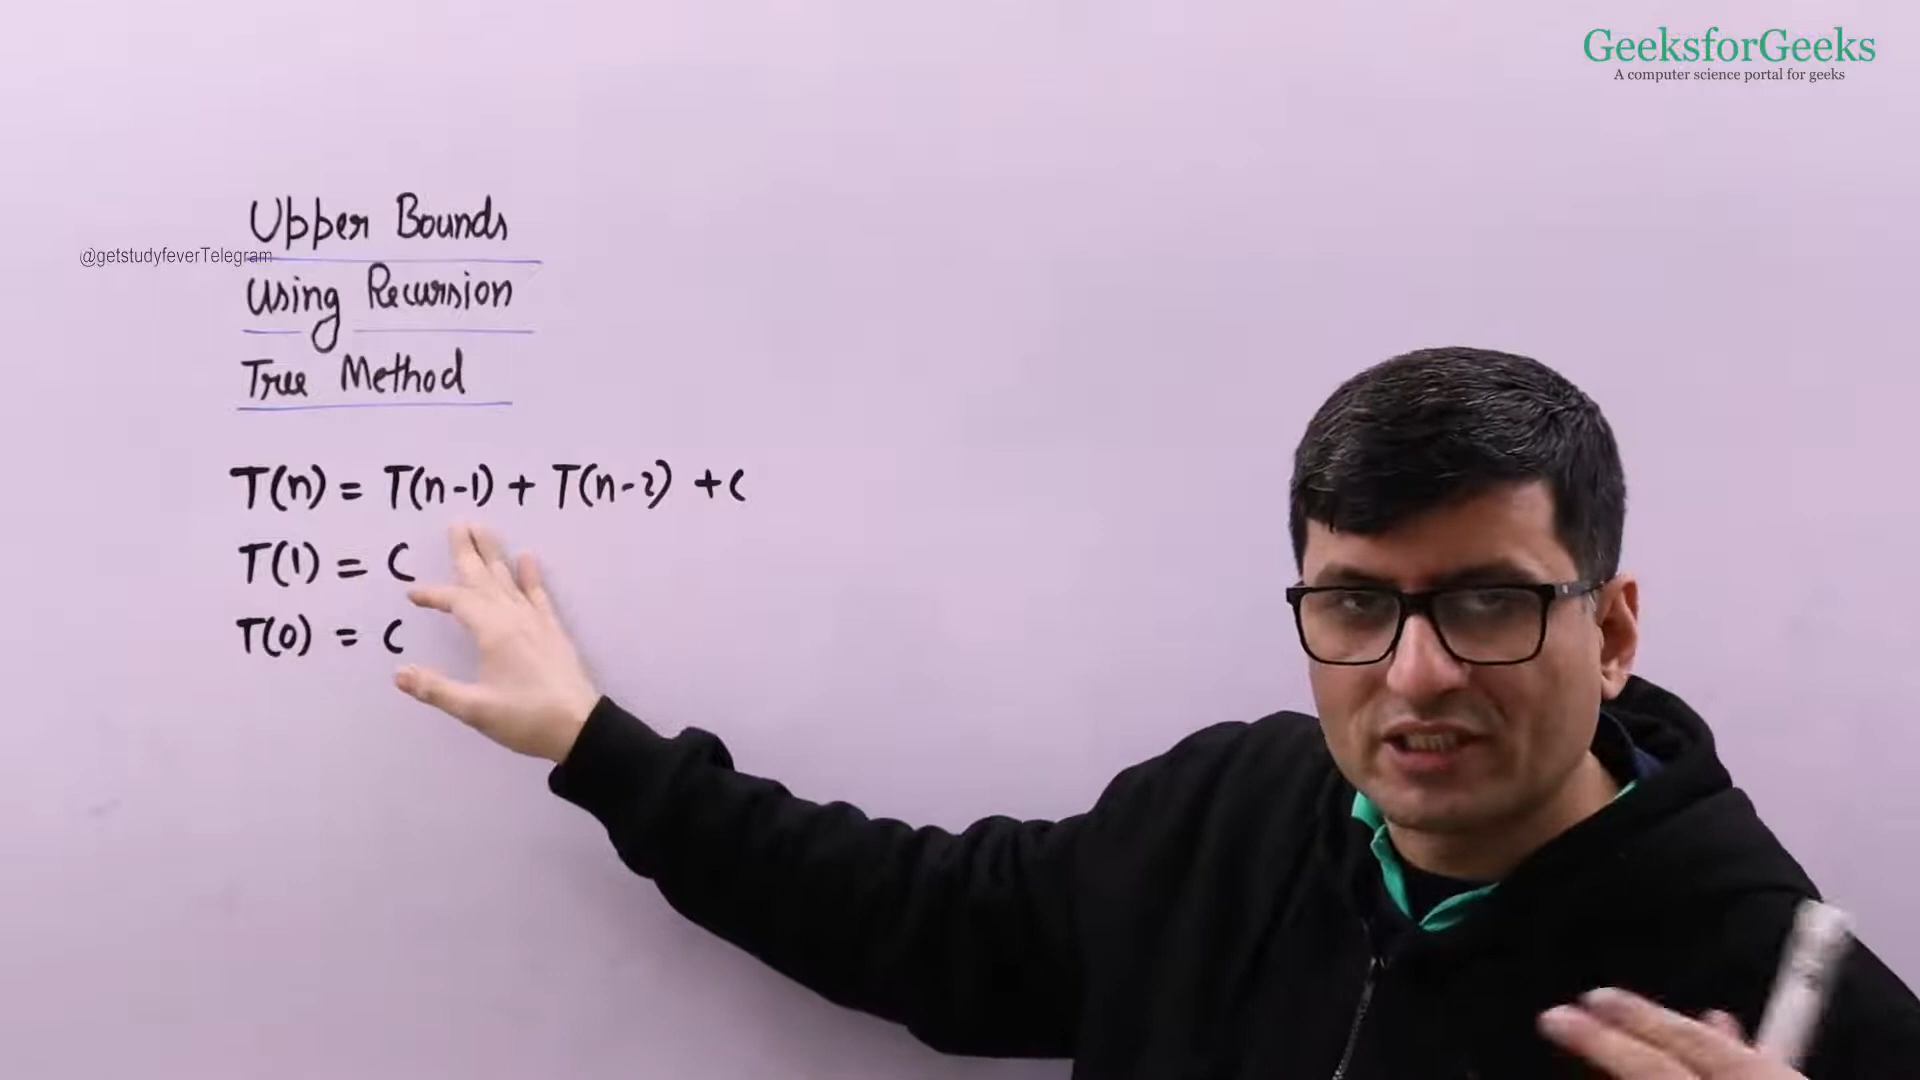 GeeksforGeeks
A computer science portal for geeks
Upper Bounds
@getstudyfeverTelegram
Using Recursion
Tree Method
T(n) = T(n-1) + T(n-2) + C
T(1) = C
T(0) = C